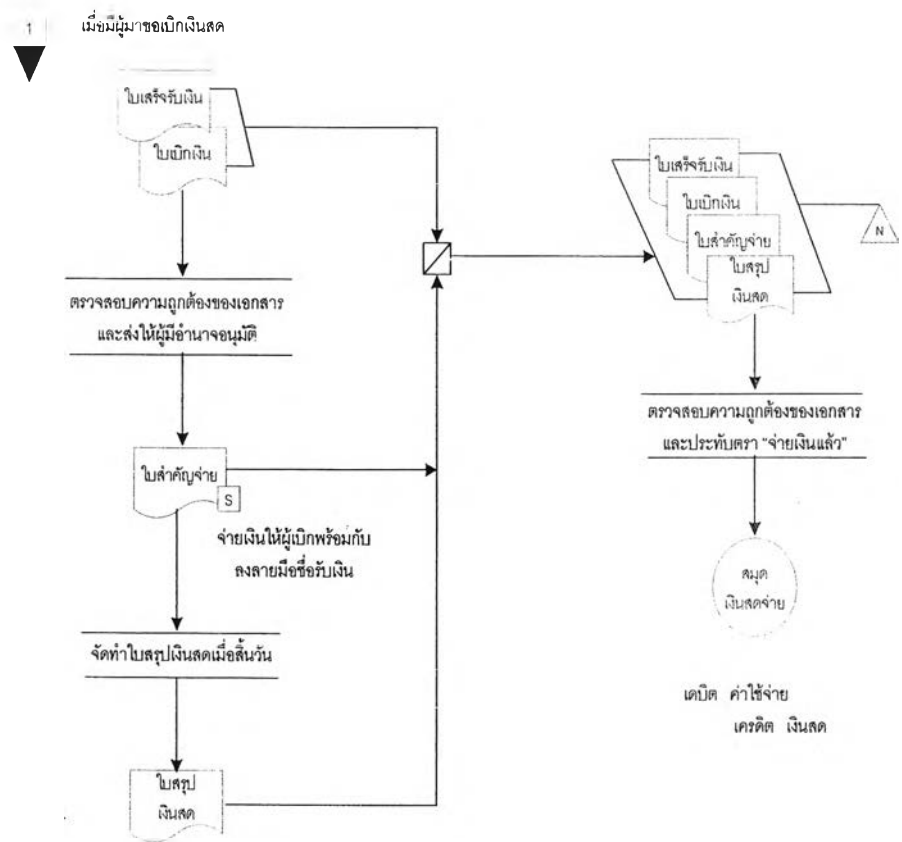 1 เมื่อมีผู้มาขอเบิกเงินสด
ใบเสร็จรับเงิน
ใบเบิกเงิน
ตรวจสอบความถูกต้องของเอกสาร
และส่งให้ผู้มีอำนาจอนุมัติ
ใบสำคัญจ่าย
S
จ่ายเงินให้ผู้เบิกพร้อมกับ
ลงลายมือชื่อรับเงิน
จัดทำใบสรุปเงินสดเมื่อสิ้นวัน
ใบสรุป
เงินสด
ใบเสร็จรับเงิน
ใบเบิกเงิน
ใบสำคัญจ่าย
ใบสรุป
เงินสด
N
ตรวจสอบความถูกต้องของเอกสาร
และประทับตรา "จ่ายเงินแล้ว"
สมุด
เงินสดจ่าย
เดบิต ค่าใช้จ่าย
เครดิต เงินสด